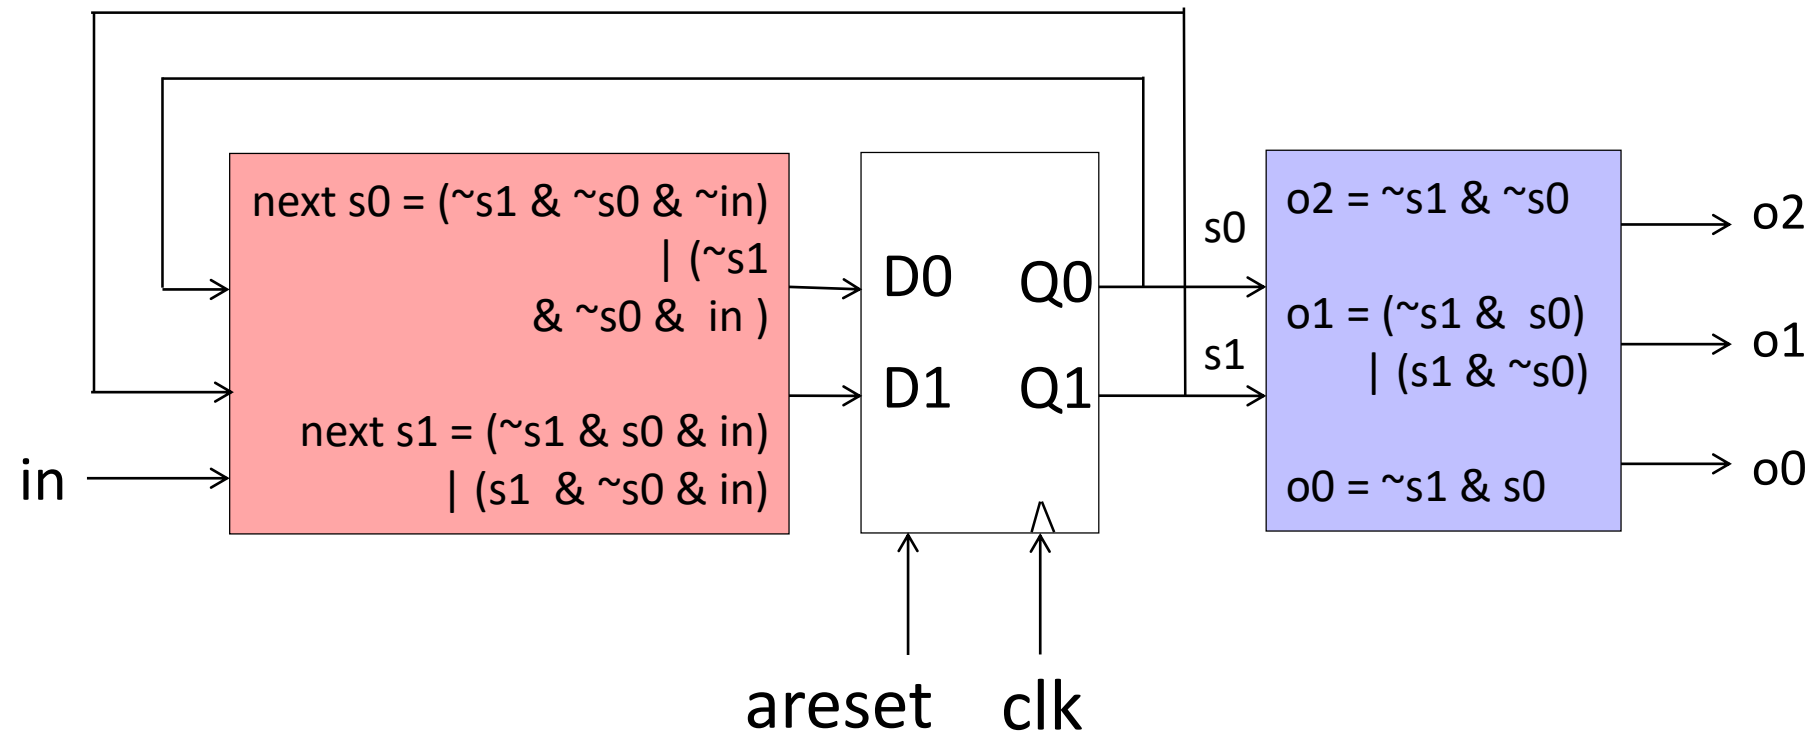 next s0 = (~s1 & ~s0 & ~in)
| (~s1
& ~s0 & in )
next s1 = (~s1 & s0 & in)
| (s1 & ~s0 & in)
in
D0
Q0
D1
Q1
areset
clk
s0
s1
o2 = ~s1 & ~s0
o1 = (~s1 & s0)
| (s1 & ~s0)
o0 = ~s1 & s0
o2
o1
o0